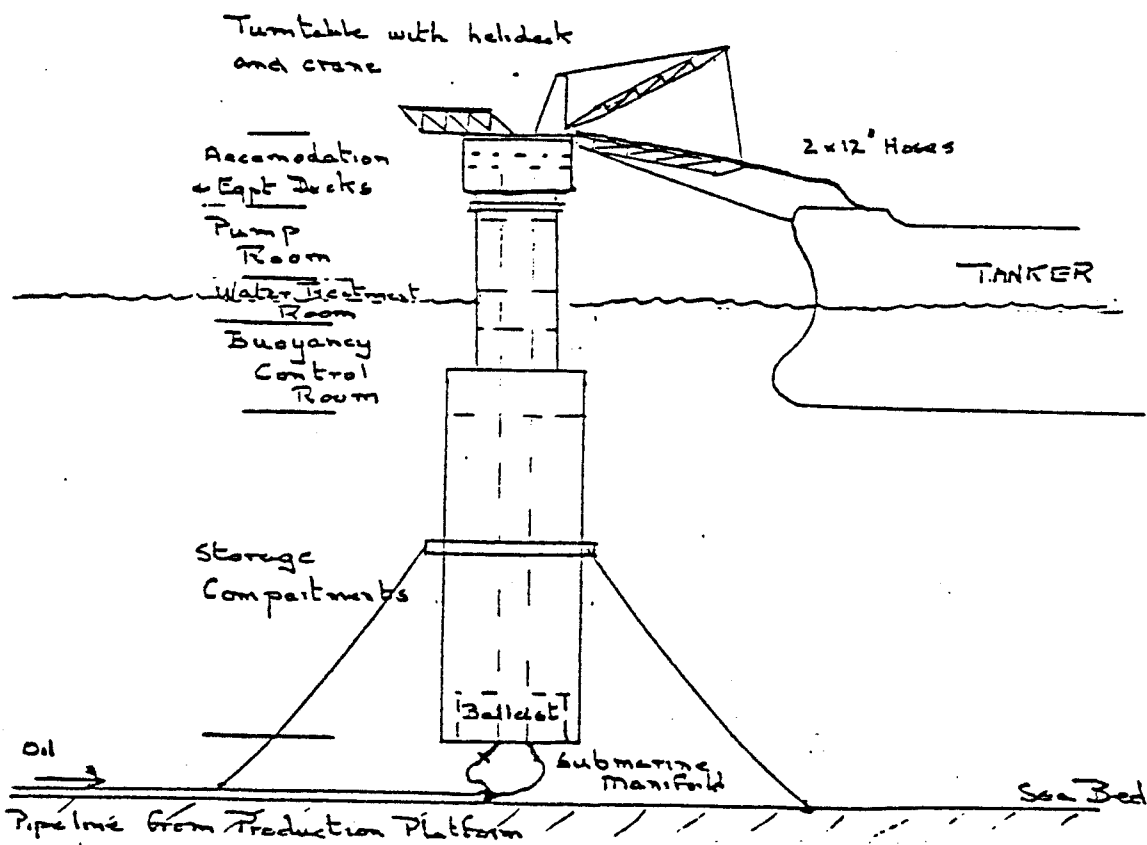 Turntable with helideck
and crane
2 x 12" Hoses
Accomodation
& Eqpt Decks
Pump
Room
TANKER
Water Treatment
Room
Buoyancy
Control
Room
Storage
Compartments
Ballast
Oil
Submarine
Manifold
Sea Bed
Pipeline from Production Platform